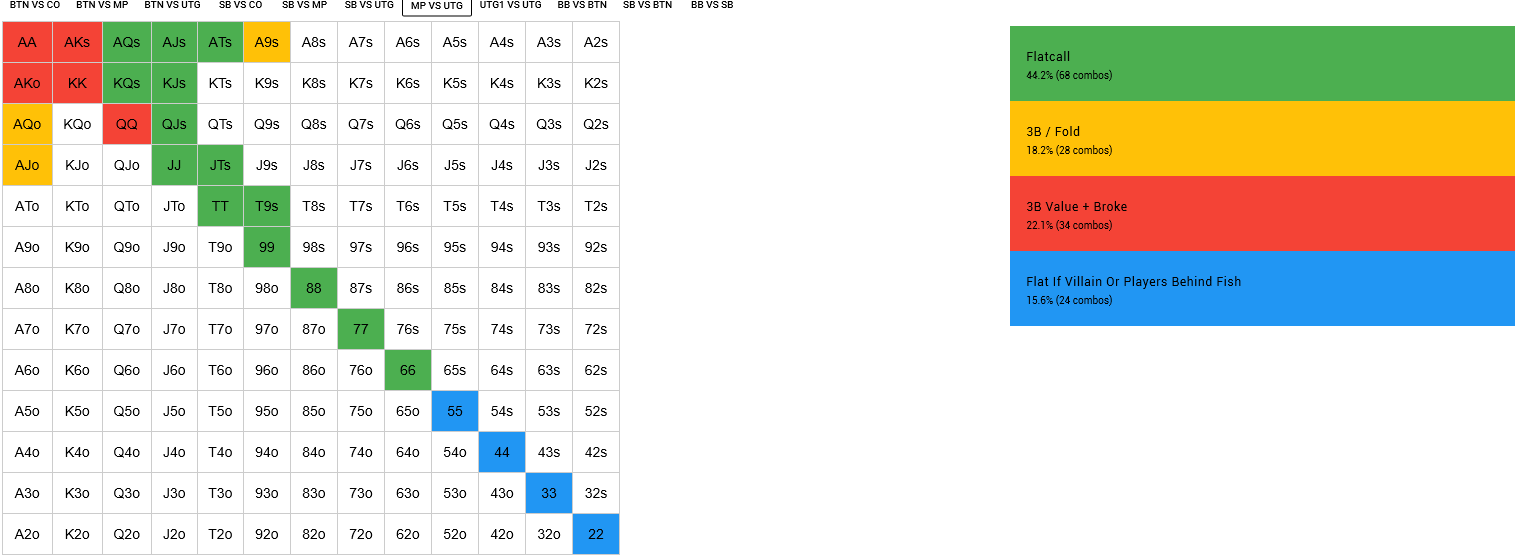 BTN VS CO BTN VS MP BTN VS UTG SB VS CO SB VS MP SB VS UTG MP VS UTG UTG1 VS UTG BB VS BTN SB VS BTN BB VS SB
AA AKs AQs AJs ATs A9s A8s A7s A6s A5s A4s A3s A2s
AKo KK KQs KJs KTs K9s K8s K7s K6s K5s K4s K3s K2s
AQo KQo QQ QJs QTs Q9s Q8s Q7s Q6s Q5s Q4s Q3s Q2s
AJo KJo QJo JJ JTs J9s J8s J7s J6s J5s J4s J3s J2s
ATo KTo QTo JTo TT T9s T8s T7s T6s T5s T4s T3s T2s
A9o K9o Q9o J9o T9o 99 98s 97s 96s 95s 94s 93s 92s
A8o K8o Q8o J8o T8o 98o 88 87s 86s 85s 84s 83s 82s
A7o K7o Q7o J7o T7o 97o 87o 77 76s 75s 74s 73s 72s
A6o K6o Q6o J6o T6o 96o 86o 76o 66 65s 64s 63s 62s
A5o K5o Q5o J5o T5o 95o 85o 75o 65o 55 54s 53s 52s
A4o K4o Q4o J4o T4o 94o 84o 74o 64o 54o 44 43s 42s
A3o K3o Q3o J3o T3o 93o 83o 73o 63o 53o 43o 33 32s
A2o K2o Q2o J2o T2o 92o 82o 72o 62o 52o 42o 32o 22
Flatcall
44.2% (68 combos)
3B / Fold
18.2% (28 combos)
3B Value + Broke
22.1% (34 combos)
Flat If Villain Or Players Behind Fish
15.6% (24 combos)